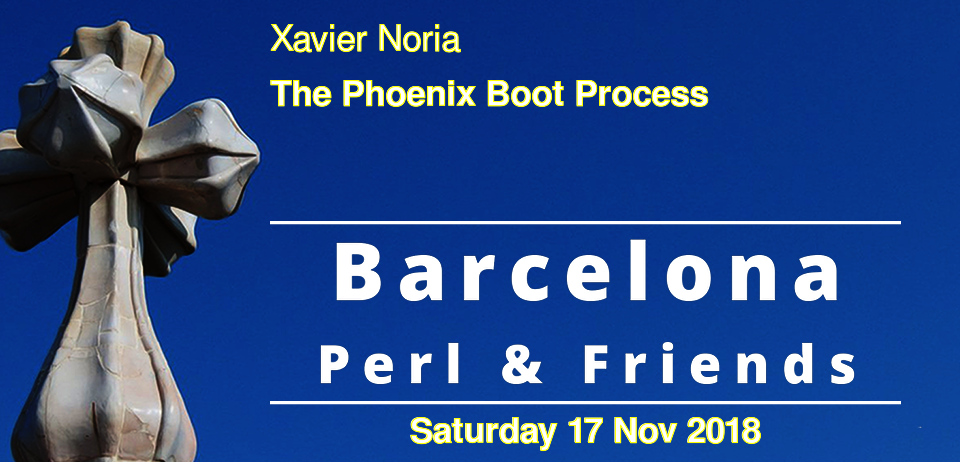 Xavier Noria
The Phoenix Boot Process
Barcelona
Perl & Friends
Saturday 17 Nov 2018